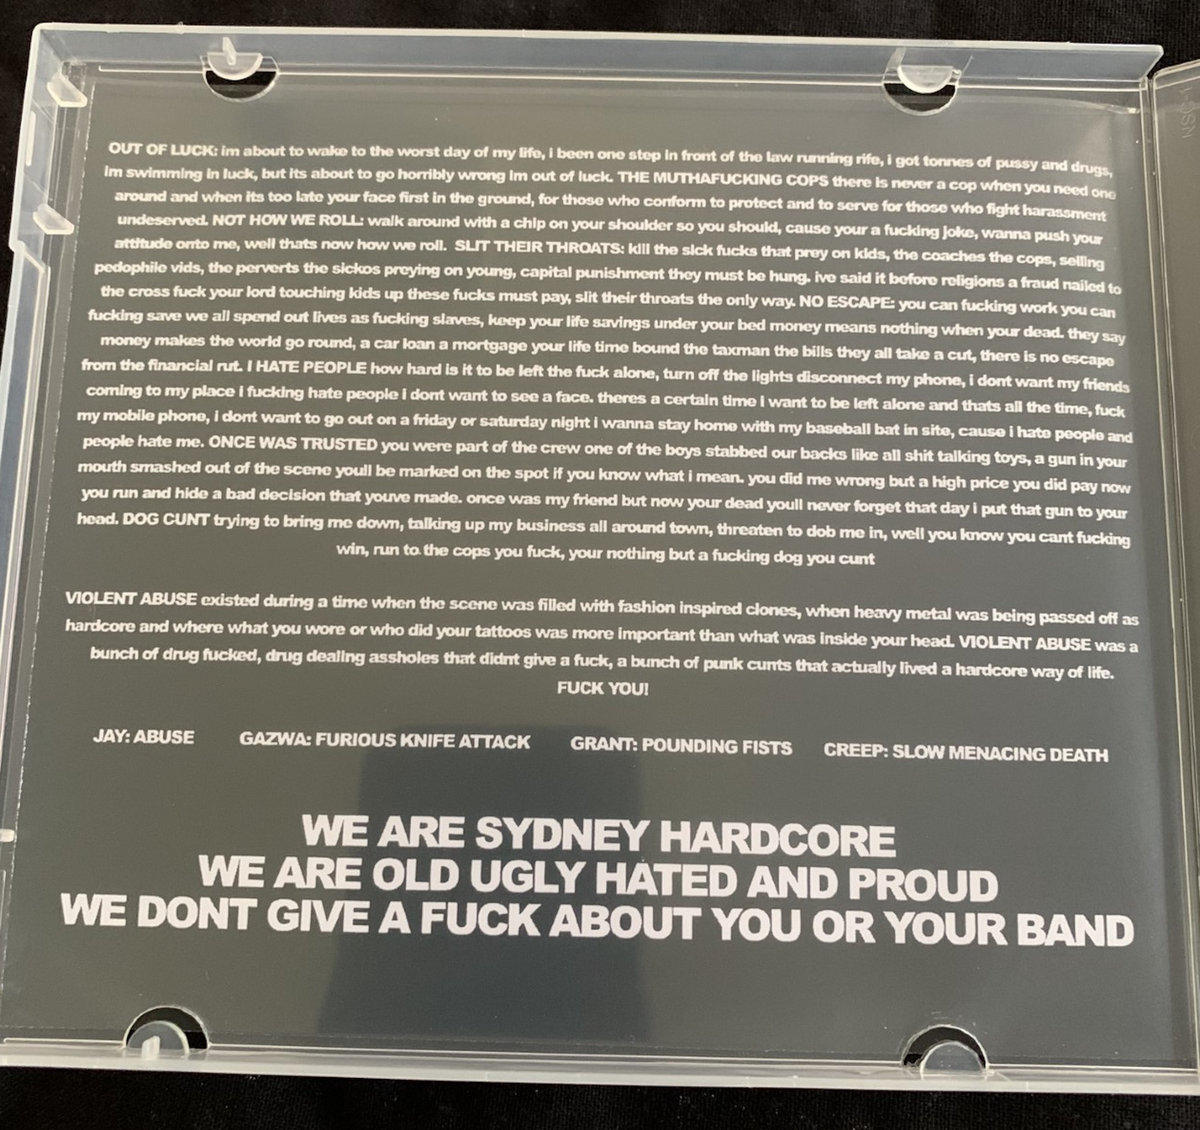 OUT OF LUCK: im about to wake to the worst day of my life, i been one step in front of the law running rife, i got tonnes of pussy and drugs,
im swimming in luck, but its about to go horribly wrong im out of luck. THE MUTHAFUCKING COPS there is never a cop when you need one
around and when its too late your face first in the ground, for those who conform to protect and to serve for those who fight harassment
undeserved. NOT HOW WE ROLL: walk around with a chip on your shoulder so you should, cause your a fucking joke, wanna push your
attitude onto me, well thats now how we roll. SLIT THEIR THROATS: kill the sick fucks that prey on kids, the coaches the cops, selling
pedophile vids, the perverts the sickos preying on young, capital punishment they must be hung. ive said it before religions a fraud nailed to
the cross fuck your lord touching kids up these fucks must pay, slit their throats the only way. NO ESCAPE: you can fucking work you can
fucking save we all spend out lives as fucking slaves, keep your life savings under your bed money means nothing when your dead. they say
money makes the world go round, a car loan a mortgage your life time bound the taxman the bills they all take a cut, there is no escape
from the financial rut. I HATE PEOPLE how hard is it to be left the fuck alone, turn off the lights disconnect my phone, i dont want my friends
coming to my place i fucking hate people i dont want to see a face. theres a certain time i want to be left alone and thats all the time, fuck
my mobile phone, i dont want to go out on a friday or saturday night i wanna stay home with my baseball bat in site, cause i hate people and
people hate me. ONCE WAS TRUSTED you were part of the crew one of the boys stabbed our backs like all shit talking toys, a gun in your
mouth smashed out of the scene youll be marked on the spot if you know what i mean. you did me wrong but a high price you did pay now
you run and hide a bad decision that youve made. once was my friend but now your dead youll never forget that day i put that gun to your
head. DOG CUNT trying to bring me down, talking up my business all around town, threaten to dob me in, well you know you cant fucking
win, run to the cops you fuck, your nothing but a fucking dog you cunt
VIOLENT ABUSE existed during a time when the scene was filled with fashion inspired clones, when heavy metal was being passed off as
hardcore and where what you wore or who did your tattoos was more important than what was inside your head. VIOLENT ABUSE was a
bunch of drug fucked, drug dealing assholes that didnt give a fuck, a bunch of punk cunts that actually lived a hardcore way of life.
FUCK YOU!
JAY: ABUSE GAZWA: FURIOUS KNIFE ATTACK GRANT: POUNDING FISTS CREEP: SLOW MENACING DEATH
WE ARE SYDNEY HARDCORE
WE ARE OLD UGLY HATED AND PROUD
WE DONT GIVE A FUCK ABOUT YOU OR YOUR BAND